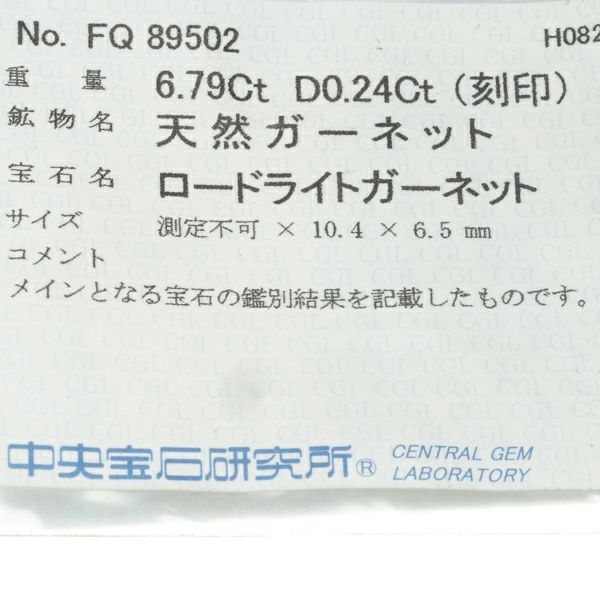 No. FQ 89502 H082
重量 6.79Ct D0.24Ct (刻印)
鉱物名 天然ガーネット
宝石名 ロードライトガーネット
サイズ 測定不可 × 10.4 × 6.5 mm
コメント
メインとなる宝石の鑑別結果を記載したものです。
中央宝石研究所® CENTRAL GEM
LABORATORY